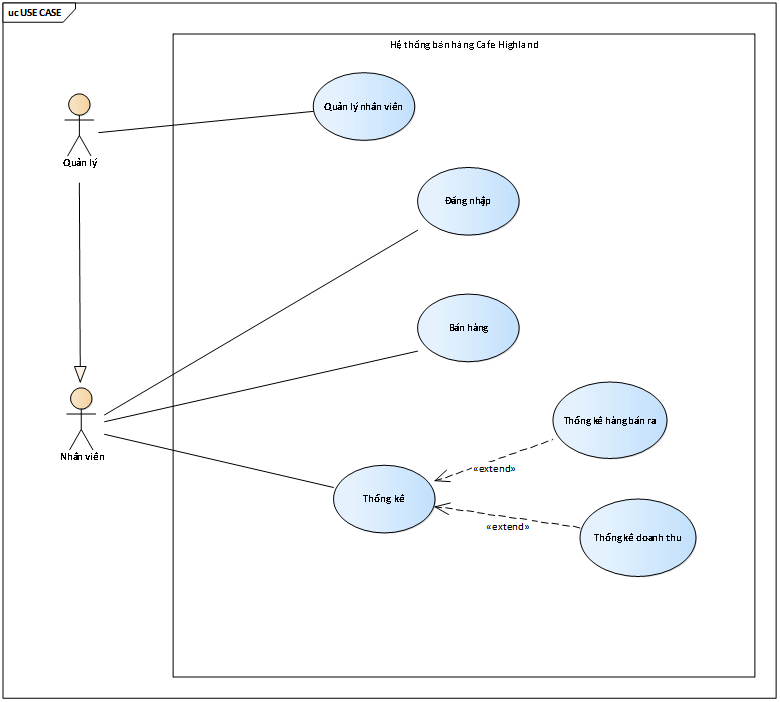 uc USE CASE
Hệ thống bán hàng Cafe Highland
Quản lý nhân viên
Quản lý
Đăng nhập
Bán hàng
Thống kê hàng bán ra
Nhân viên
«extend»
Thống kê
«extend»
Thống kê doanh thu